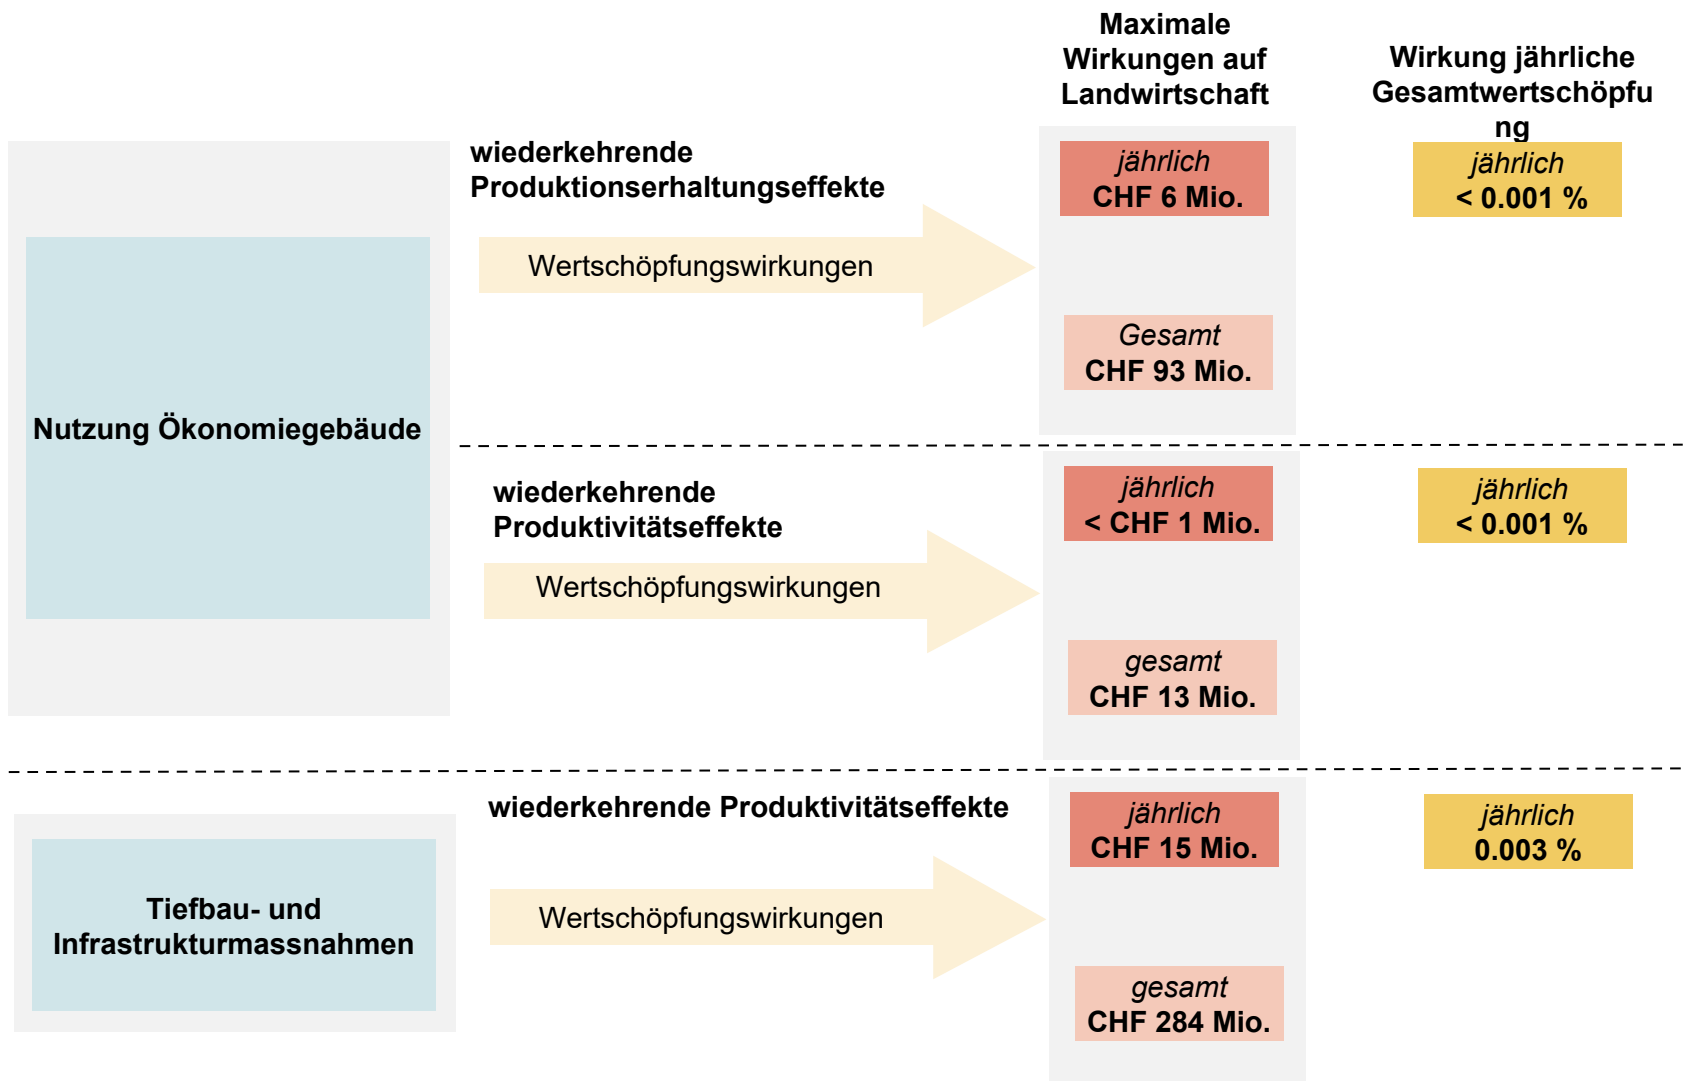 Maximale
Wirkungen auf
Landwirtschaft
Wirkung jährliche
Gesamtwertschöpfu
ng
wiederkehrende
Produktionserhaltungseffekte
Wertschöpfungswirkungen
jährlich
CHF 6 Mio.
jährlich
< 0.001 %
Gesamt
CHF 93 Mio.
Nutzung Ökonomiegebäude
wiederkehrende
Produktivitätseffekte
Wertschöpfungswirkungen
jährlich
< CHF 1 Mio.
jährlich
< 0.001 %
gesamt
CHF 13 Mio.
wiederkehrende Produktivitätseffekte
Tiefbau- und
Infrastrukturmassnahmen
Wertschöpfungswirkungen
jährlich
CHF 15 Mio.
jährlich
0.003 %
gesamt
CHF 284 Mio.